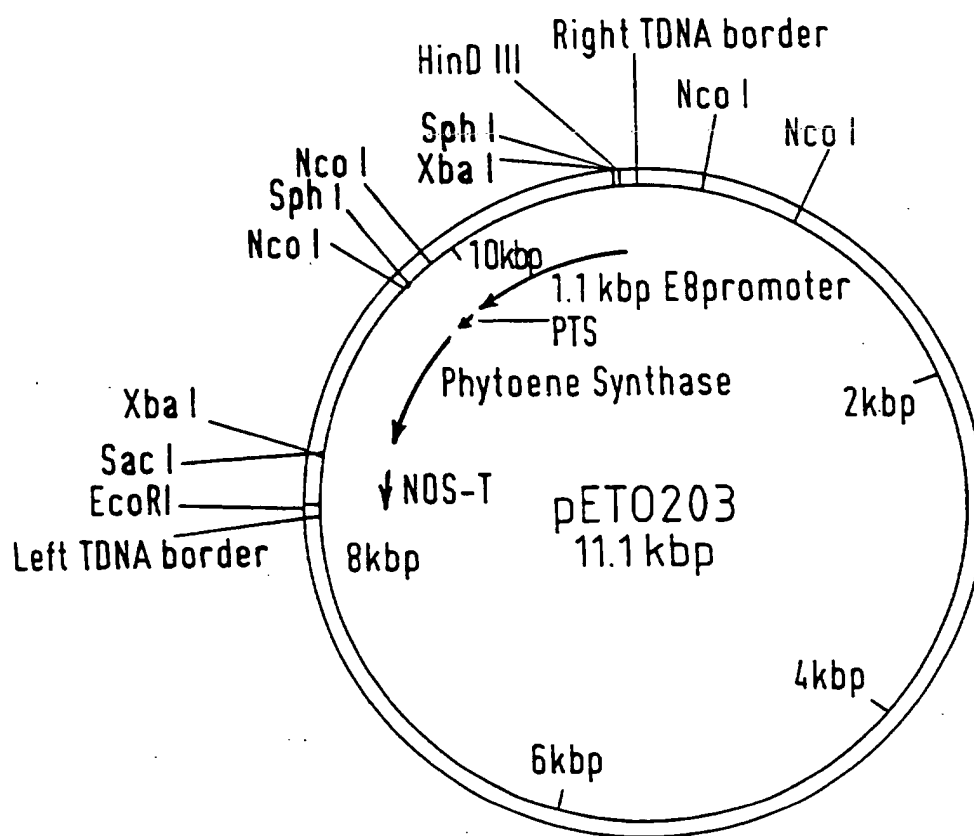 Right TDNA border
HinD III
Nco I
Sph I
Nco I
Xba I
Nco I
Sph I
Nco I
10kbp
1.1 kbp E8promoter
PTS
Phytoene Synthase
2kbp
Xba I
Sac I
NOS-T
EcoRI
pETO203
Left TDNA border
8kbp
11.1 kbp
4kbp
6kbp